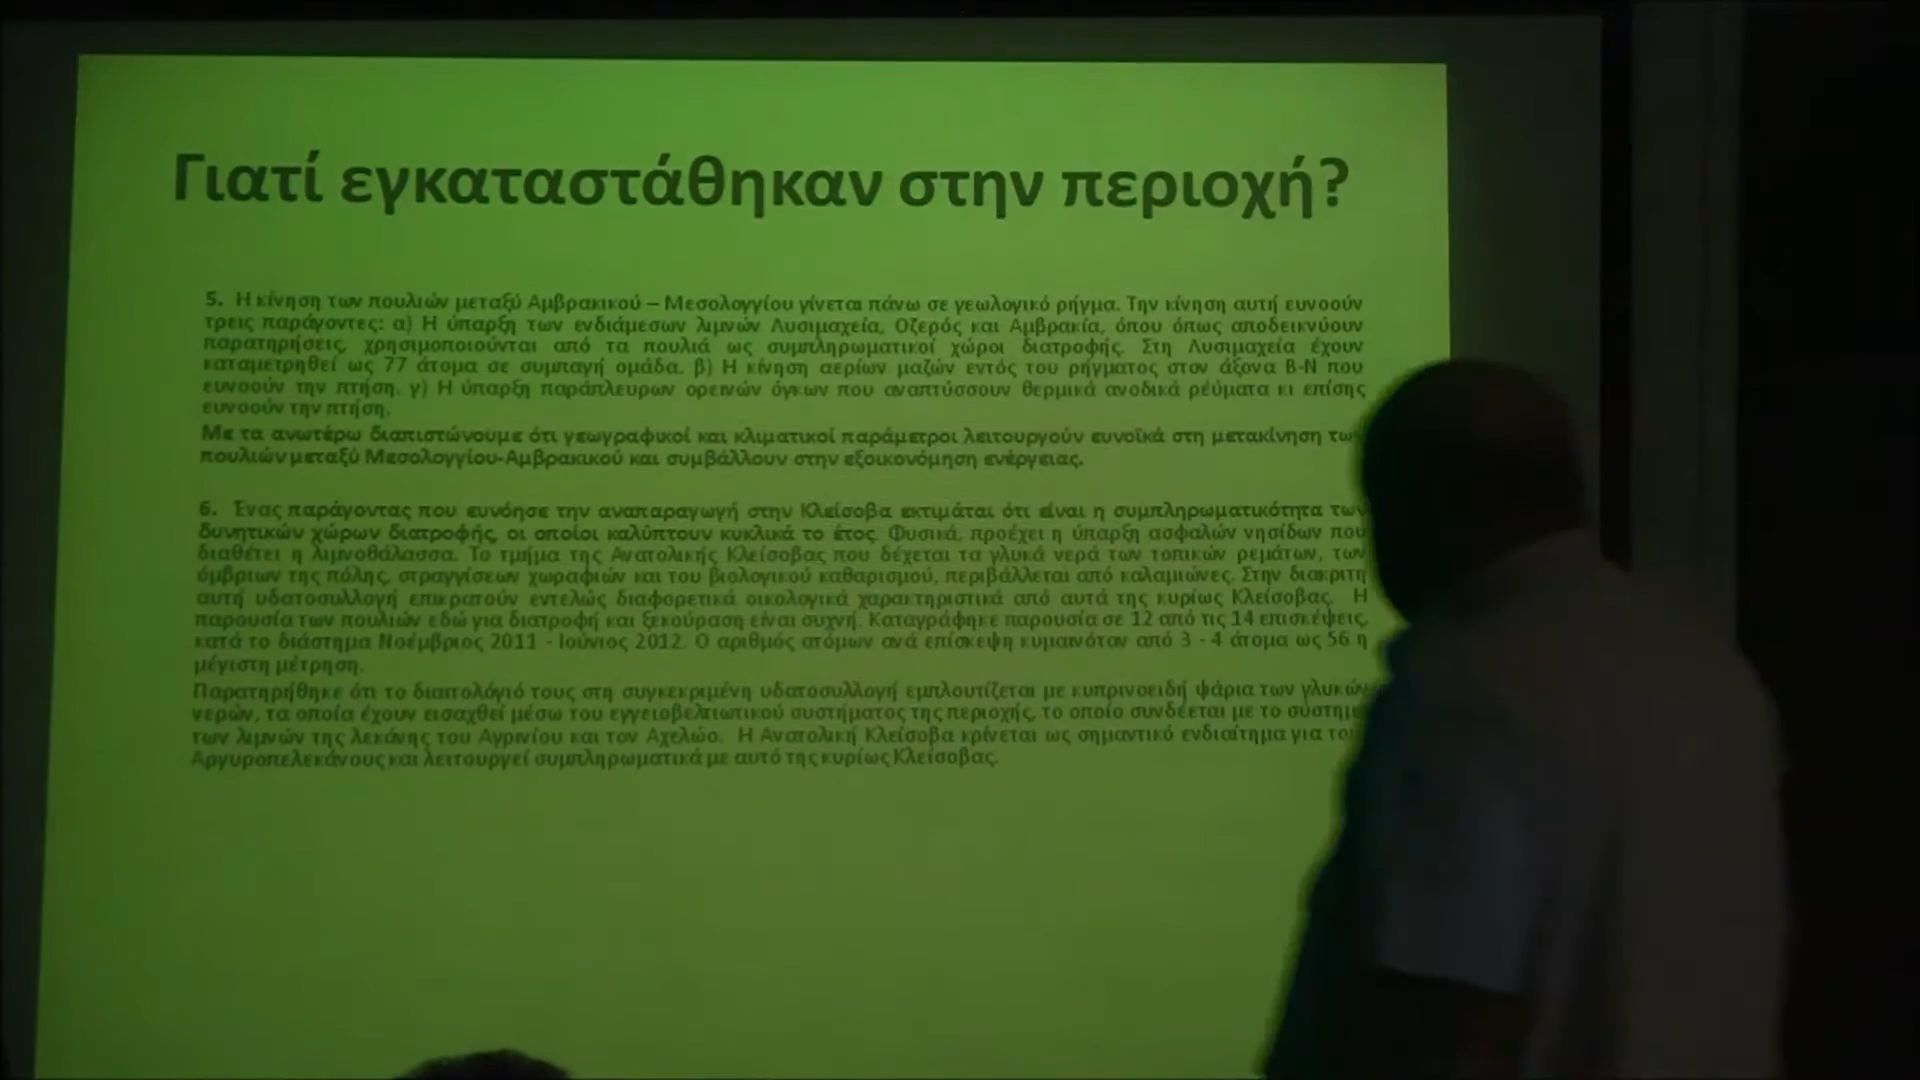 Γιατί εγκαταστάθηκαν στην περιοχή?
5. Η κίνηση των πουλιών μεταξύ Αμβρακικού – Μεσολογγίου γίνεται πάνω σε γεωλογικό ρήγμα. Την κίνηση αυτή ευνοούν
τρεις παράγοντες: α) Η ύπαρξη των ενδιάμεσων λιμνών Λυσιμαχεία, Οζερός και Αμβρακία, όπου όπως αποδεικνύουν
παρατηρήσεις, χρησιμοποιούνται από τα πουλιά ως συμπληρωματικοί χώροι διατροφής. Στη Λυσιμαχεία έχουν
καταμετρηθεί ως 77 άτομα σε συμπαγή ομάδα. β) Η κίνηση αερίων μαζών εντός του ρήγματος στον άξονα Β-Ν που
ευνοούν την πτήση. γ) Η ύπαρξη παράπλευρων ορεινών όγκων που αναπτύσσουν θερμικά ανοδικά ρεύματα κι επίσης
ευνοούν την πτήση.
Με τα ανωτέρω διαπιστώνουμε ότι γεωγραφικοί και κλιματικοί παράμετροι λειτουργούν ευνοϊκά στη μετακίνηση των
πουλιών μεταξύ Μεσολογγίου-Αμβρακικού και συμβάλλουν στην εξοικονόμηση ενέργειας.
6. Ένας παράγοντας που ευνόησε την αναπαραγωγή στην Κλείσοβα εκτιμάται ότι είναι η συμπληρωματικότητα των
δυνητικών χώρων διατροφής, οι οποίοι καλύπτουν κυκλικά το έτος. Φυσικά, προέχει η ύπαρξη ασφαλών νησίδων που
διαθέτει η λιμνοθάλασσα. Το τμήμα της Ανατολικής Κλείσοβας που δέχεται τα γλυκά νερά των τοπικών ρεμάτων, των
όμβριων της πόλης, στραγγίσεων χωραφιών και του βιολογικού καθαρισμού, περιβάλλεται από καλαμιώνες. Στην διακριτή
αυτή υδατοσυλλογή επικρατούν εντελώς διαφορετικά οικολογικά χαρακτηριστικά από αυτά της κυρίως Κλείσοβας. Η
παρουσία των πουλιών εδώ για διατροφή και ξεκούραση είναι συχνή. Καταγράφηκε παρουσία σε 12 από τις 14 επισκέψεις,
κατά το διάστημα Νοέμβριος 2011 - Ιούνιος 2012. Ο αριθμός ατόμων ανά επίσκεψη κυμαινόταν από 3 - 4 άτομα ως 56 η
μέγιστη μέτρηση.
Παρατηρήθηκε ότι το διαιτολόγιό τους στη συγκεκριμένη υδατοσυλλογή εμπλουτίζεται με κυπρινοειδή ψάρια των γλυκών
νερών, τα οποία έχουν εισαχθεί μέσω του εγγειοβελτιωτικού συστήματος της περιοχής, το οποίο συνδέεται με το
των λιμνών της λεκάνης του Αγρινίου και τον Αχελώο. Η Ανατολική Κλείσοβα κρίνεται ως σημαντικό ενδιαίτημα για
Αργυροπελεκάνους και λειτουργεί συμπληρωματικά με αυτό της κυρίως Κλείσοβας.